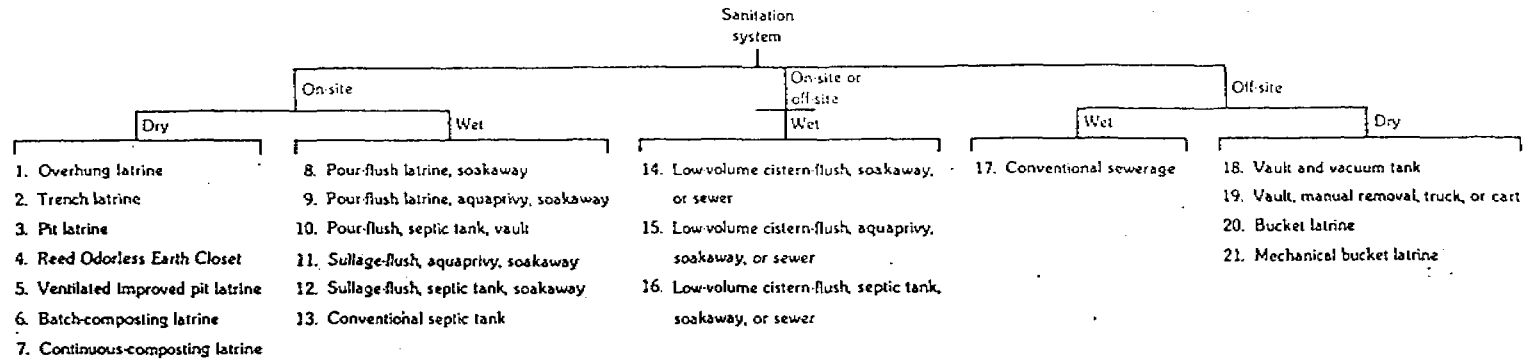 Sanitation
system
On-site
On-site or
off-site
Off-site
Dry
Wet
Wet
Wet
Dry
1. Overhung latrine
2. Trench latrine
3. Pit latrine
4. Reed Odorless Earth Closet
5. Ventilated Improved pit latrine
6. Batch-composting latrine
7. Continuous-composting latrine
8. Pour-flush latrine, soakaway
9. Pour-flush latrine, aquaprivy, soakaway
10. Pour-flush, septic tank, vault
11. Sullage-flush, aquaprivy, soakaway
12. Sullage-flush, septic tank, soakaway
13. Conventional septic tank
14. Low-volume cistern-flush, soakaway,
or sewer
15. Low-volume cistern-flush, aquaprivy,
soakaway, or sewer
16. Low-volume cistern-flush, septic tank,
soakaway, or sewer
17. Conventional sewerage
18. Vault and vacuum tank
19. Vault, manual removal, truck, or cart
20. Bucket latrine
21. Mechanical bucket latrine